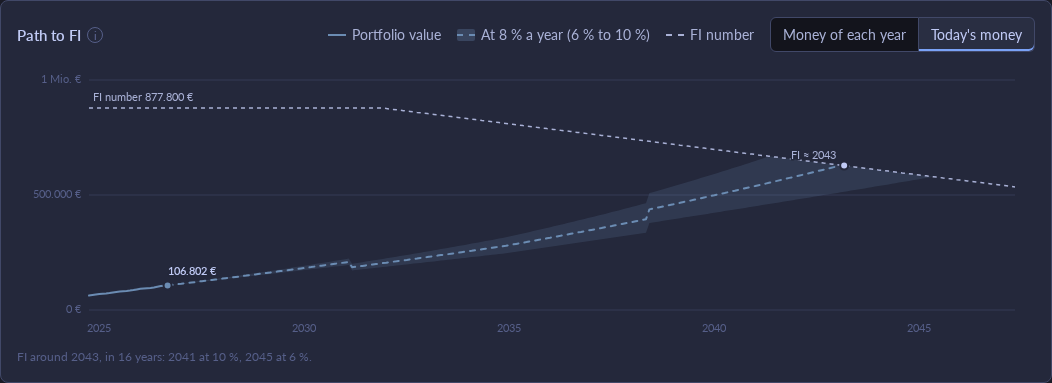 Path to FI ⓘ
Portfolio value
At 8 % a year (6 % to 10 %)
FI number
Money of each year
Today's money
1 Mio. €
FI number 877.800 €
FI ≈ 2043
500.000 €
106.802 €
0 €
2025 2030 2035 2040 2045
FI around 2043, in 16 years: 2041 at 10 %, 2045 at 6 %.